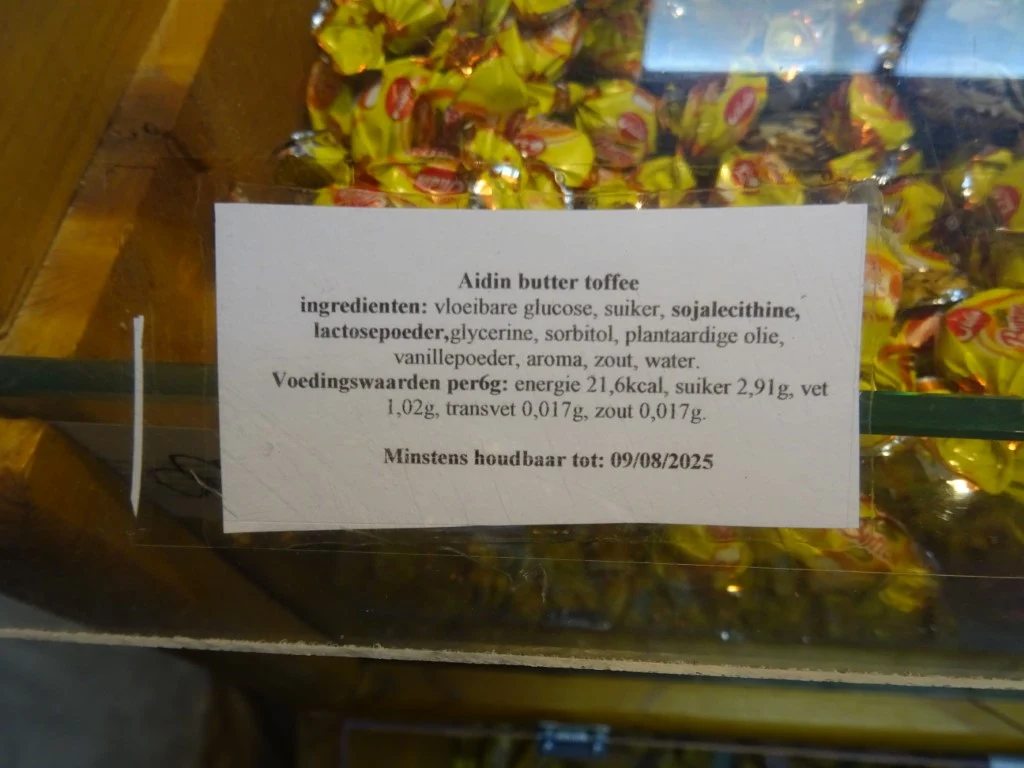 Aidin butter toffee
ingredienten: vloeibare glucose, suiker, sojalecithine,
lactosepoeder,glycerine, sorbitol, plantaardige olie,
vanillepoeder, aroma, zout, water.
Voedingswaarden per6g: energie 21,6kcal, suiker 2,91g, vet
1,02g, transvet 0,017g, zout 0,017g.
Minstens houdbaar tot: 09/08/2025